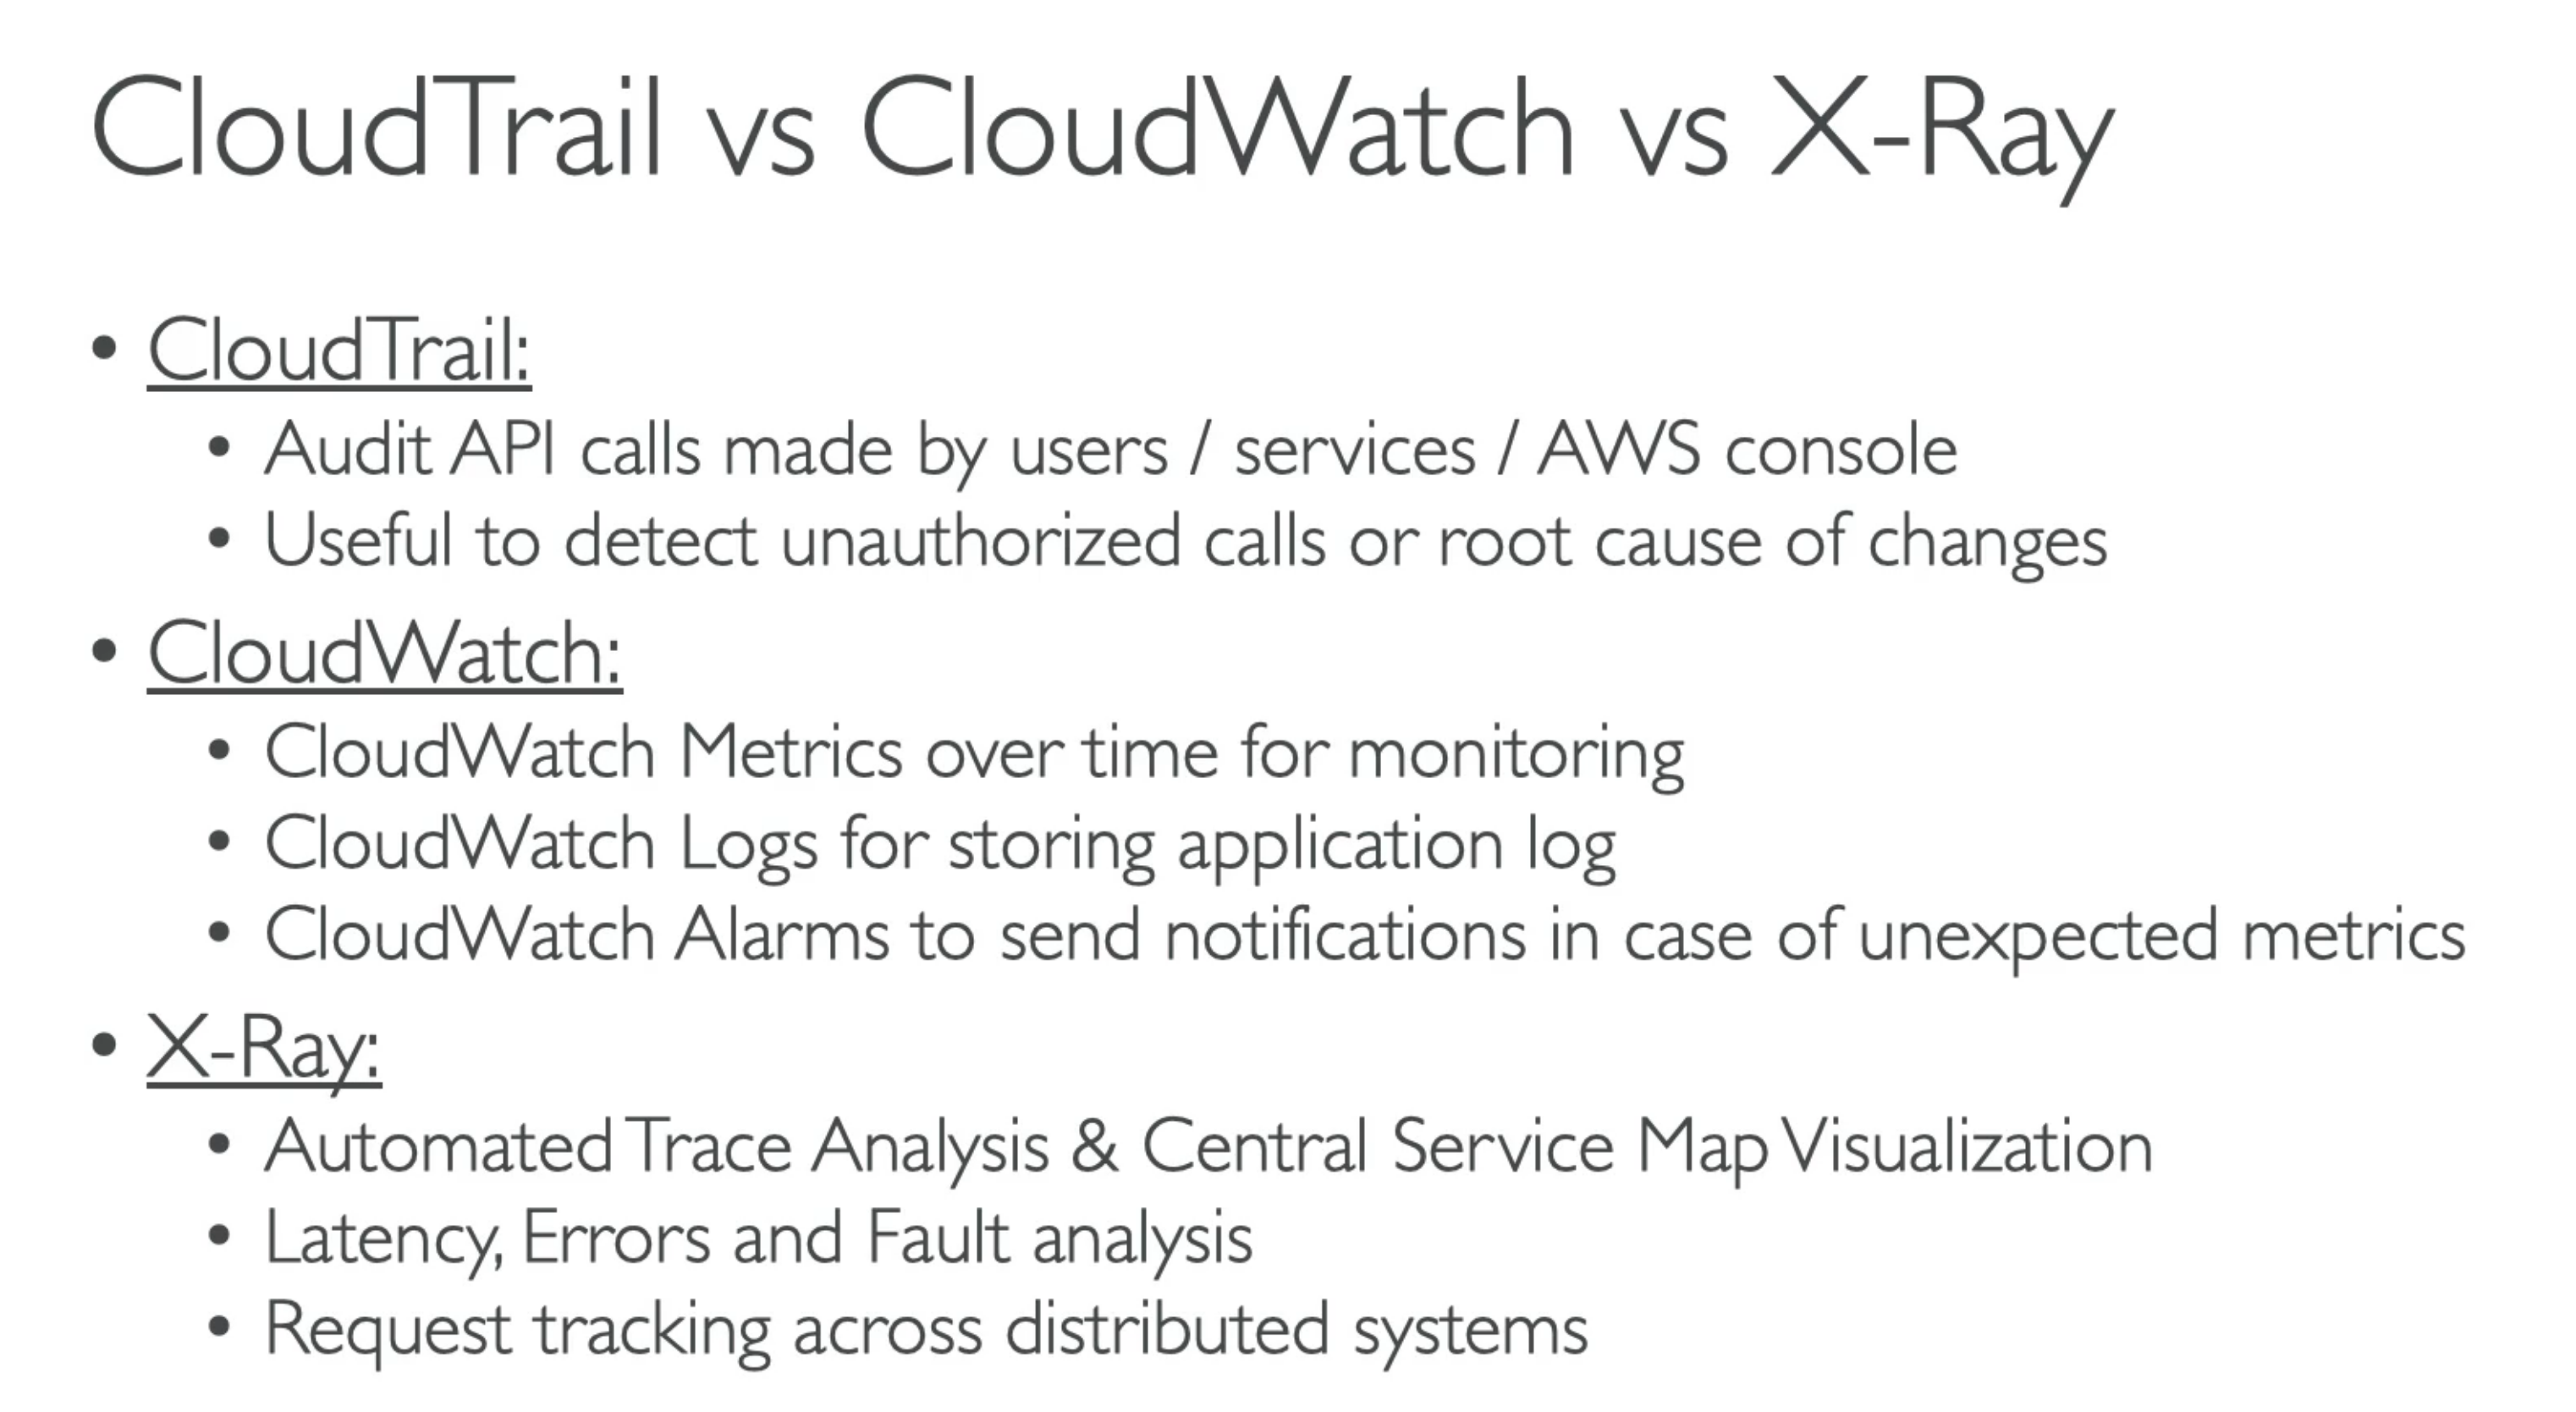 CloudTrail vs CloudWatch vs X-Ray
• CloudTrail:
• Audit API calls made by users / services / AWS console
• Useful to detect unauthorized calls or root cause of changes
• CloudWatch:
• CloudWatch Metrics over time for monitoring
• CloudWatch Logs for storing application log
• CloudWatch Alarms to send notifications in case of unexpected metrics
• X-Ray:
• Automated Trace Analysis & Central Service Map Visualization
• Latency, Errors and Fault analysis
• Request tracking across distributed systems